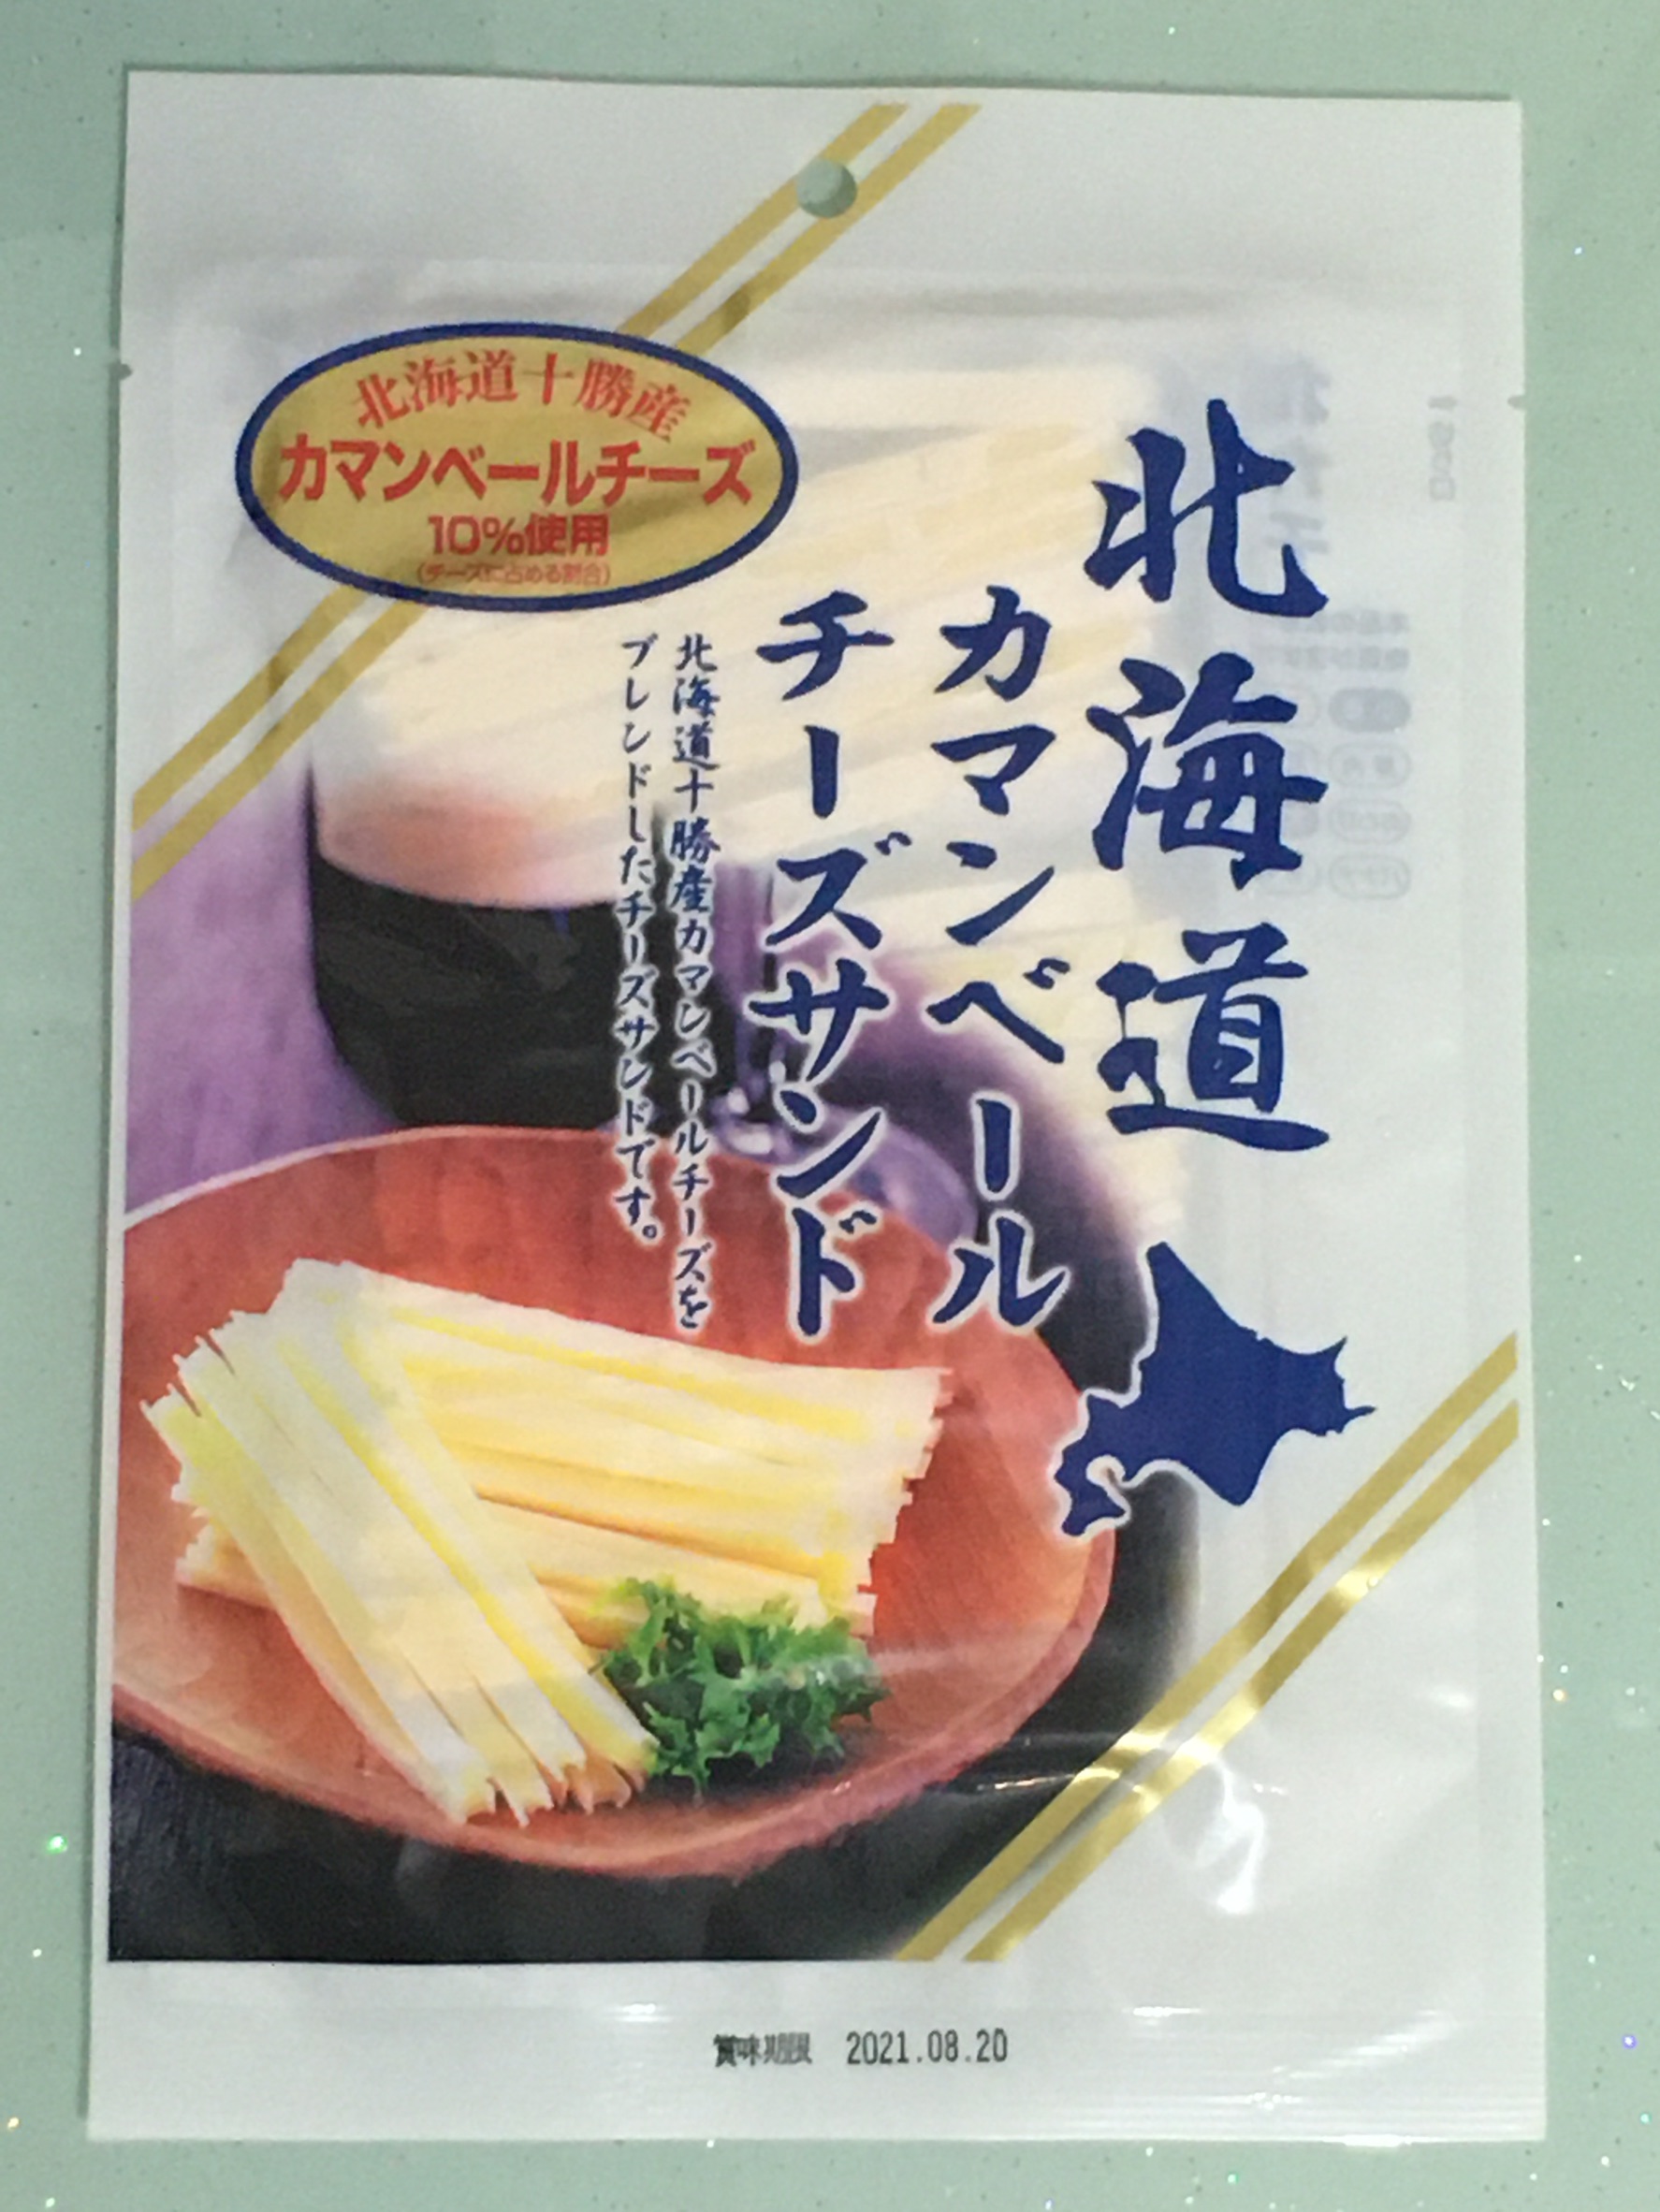 北海道十勝産
カマンベールチーズ
10%使用
(チーズに占める割合)
北海道
カマンベール
チーズサンド
北海道十勝産カマンベールチーズを
ブレンドしたチーズサンドです。
賞味期限 2021.08.20